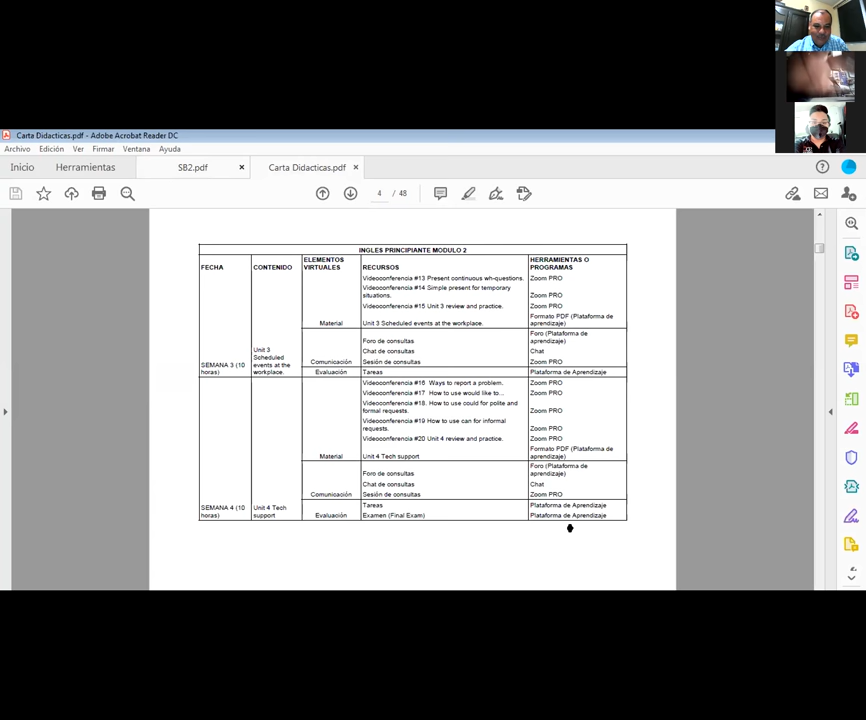 Carta Didacticas.pdf - Adobe Acrobat Reader DC
Archivo Edición Ver Firmar Ventana Ayuda
Inicio Herramientas SB2.pdf × Carta Didacticas.pdf ×
4 / 48
INGLES PRINCIPIANTE MODULO 2
FECHA CONTENIDO ELEMENTOS VIRTUALES RECURSOS HERRAMIENTAS O PROGRAMAS
Videoconferencia #13 Present continuous wh-questions. Zoom PRO
Videoconferencia #14 Simple present for temporary
situations. Zoom PRO
Videoconferencia #15 Unit 3 review and practice. Zoom PRO
Formato PDF (Plataforma de
Material Unit 3 Scheduled events at the workplace. aprendizaje)
Foro (Plataforma de
Foro de consultas aprendizaje)
Chat de consultas Chat
Comunicación Sesión de consultas Zoom PRO
SEMANA 3 (10 horas) Unit 3 Scheduled events at the workplace. Evaluación Tareas Plataforma de Aprendizaje
Videoconferencia #16 Ways to report a problem. Zoom PRO
Videoconferencia #17 How to use would like to... Zoom PRO
Videoconferencia #18. How to use could for polite and
formal requests. Zoom PRO
Videoconferencia #19 How to use can for informal
requests. Zoom PRO
Videoconferencia #20 Unit 4 review and practice. Zoom PRO
Formato PDF (Plataforma de
Material Unit 4 Tech support aprendizaje)
Foro (Plataforma de
Foro de consultas aprendizaje)
Chat de consultas Chat
Comunicación Sesión de consultas Zoom PRO
Tareas Plataforma de Aprendizaje
SEMANA 4 (10 horas) Unit 4 Tech support Evaluación Examen (Final Exam) Plataforma de Aprendizaje